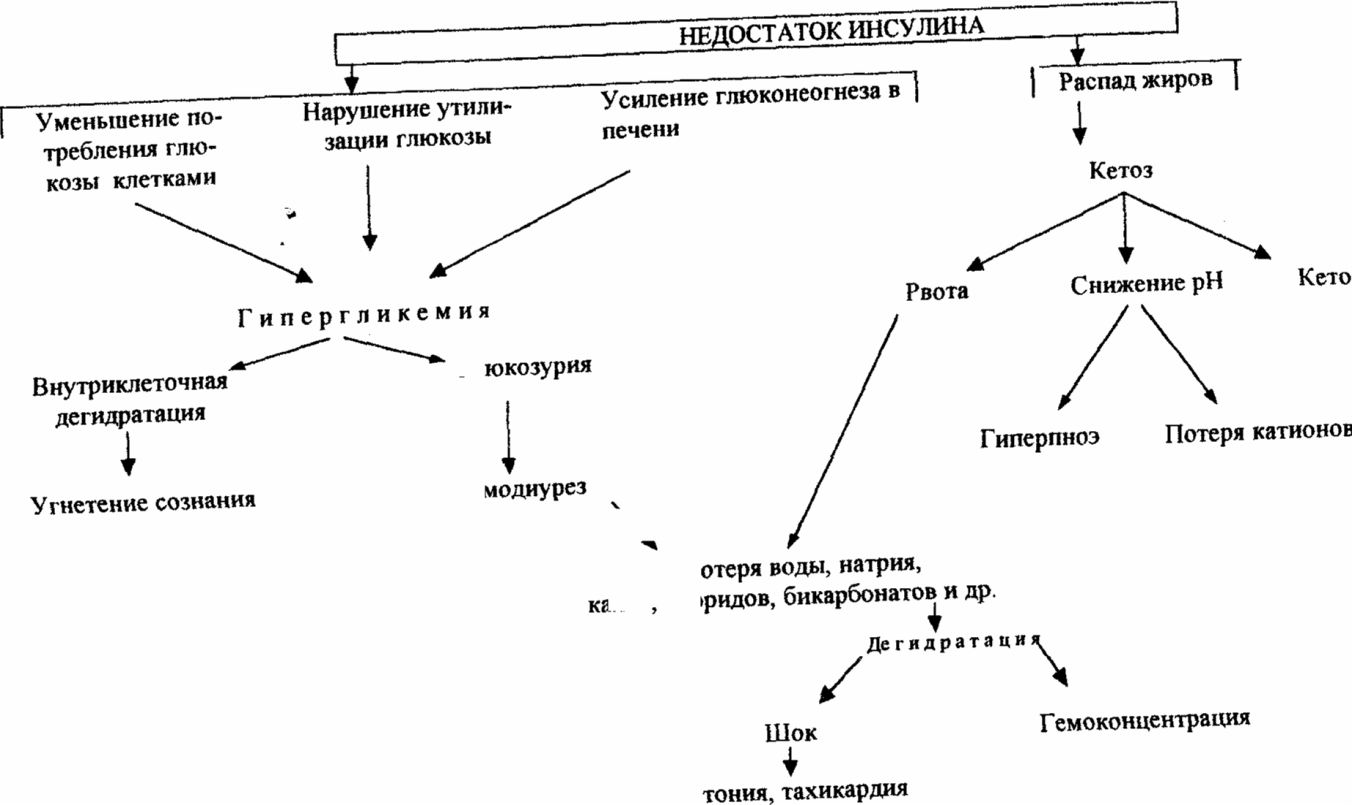 НЕДОСТАТОК ИНСУЛИНА
Уменьшение по-
требления глю-
козы клетками
Нарушение утили-
зации глюкозы
Усиление глюконеогнеза в
печени
Распад жиров
Кетоз
Гипергликемия
Рвота
Снижение pH
Кето
Внутриклеточная
дегидратация
юкозурия
Гиперпноэ
Потеря катионов
Угнетение сознания
модиурез
отеря воды, натрия,
ридов, бикарбонатов и др.
Дегидратация
Шок
Гемоконцентрация
тония, тахикардия